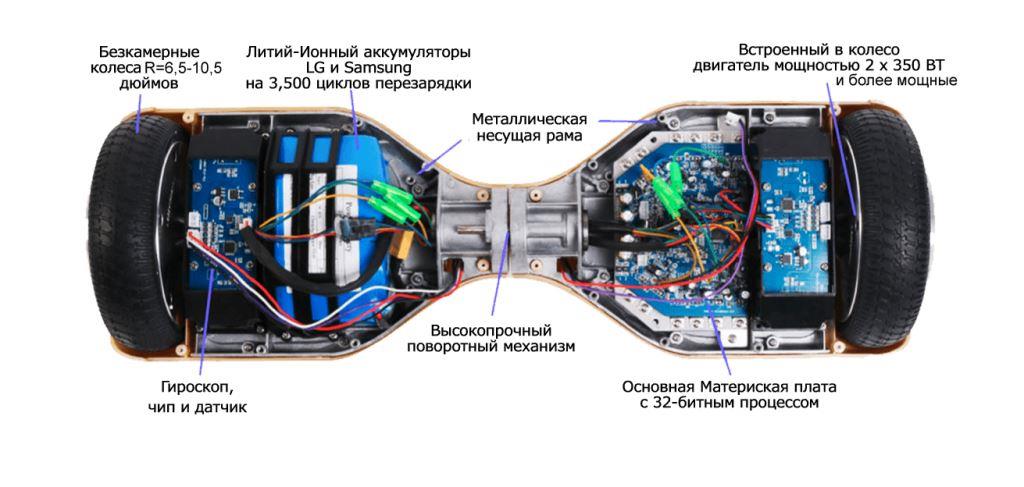 Безкамерные
колеса R=6,5-10,5
дюймов
Литий-Ионный аккумуляторы
LG и Samsung
на 3,500 циклов перезарядки
Встроенный в колесо
двигатель мощностью 2 x 350 ВТ
и более мощные
Металлическая
несущая рама
Высокопрочный
поворотный механизм
Гироскоп,
чип и датчик
Основная Материская плата
с 32-битным процессом